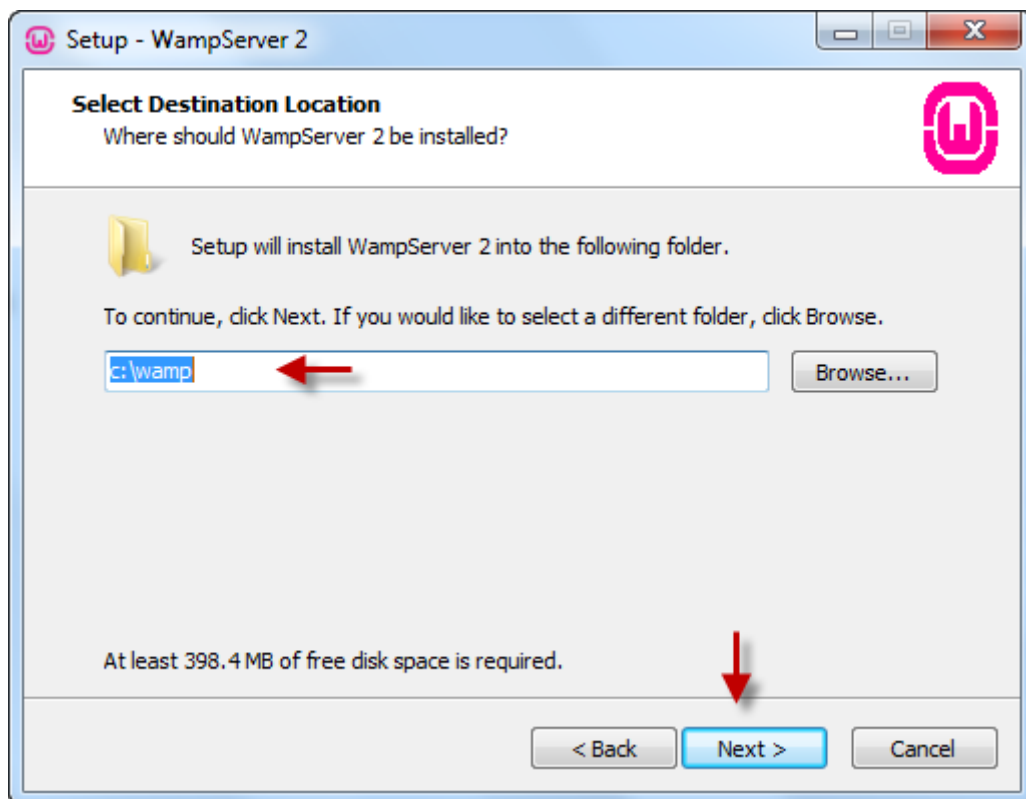 Setup - WampServer 2
Select Destination Location
Where should WampServer 2 be installed?
Setup will install WampServer 2 into the following folder.
To continue, click Next. If you would like to select a different folder, click Browse.
c:\wamp
Browse...
At least 398.4 MB of free disk space is required.
< Back
Next >
Cancel